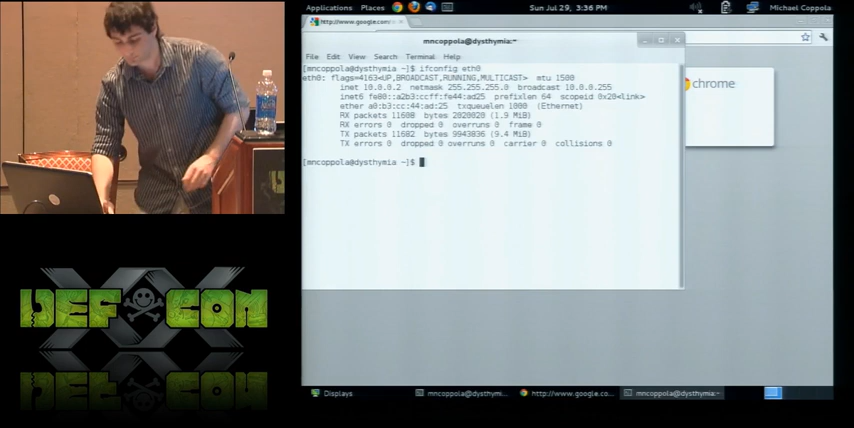 Applications Places Sun Jul 29, 3:36 PM Michael Coppola
http://www.google.com/
mncoppola@dysthymia:~
File Edit View Search Terminal Help
chrome
[mncoppola@dysthymia ~]$ ifconfig eth0
eth0: flags=4163<UP,BROADCAST,RUNNING,MULTICAST> mtu 1500
inet 10.0.0.2 netmask 255.255.255.0 broadcast 10.0.0.255
inet6 fe80::a2b3:ccff:fe44:ad25 prefixlen 64 scopeid 0x20<link>
ether a0:b3:cc:44:ad:25 txqueuelen 1000 (Ethernet)
RX packets 11608 bytes 2020020 (1.9 MiB)
RX errors 0 dropped 0 overruns 0 frame 0
TX packets 11682 bytes 9943836 (9.4 MiB)
TX errors 0 dropped 0 overruns 0 carrier 0 collisions 0
[mncoppola@dysthymia ~]$
XX
DEF CON
Displays mncoppola@dysthymi... http://www.google.co... mncoppola@dysthymia:~